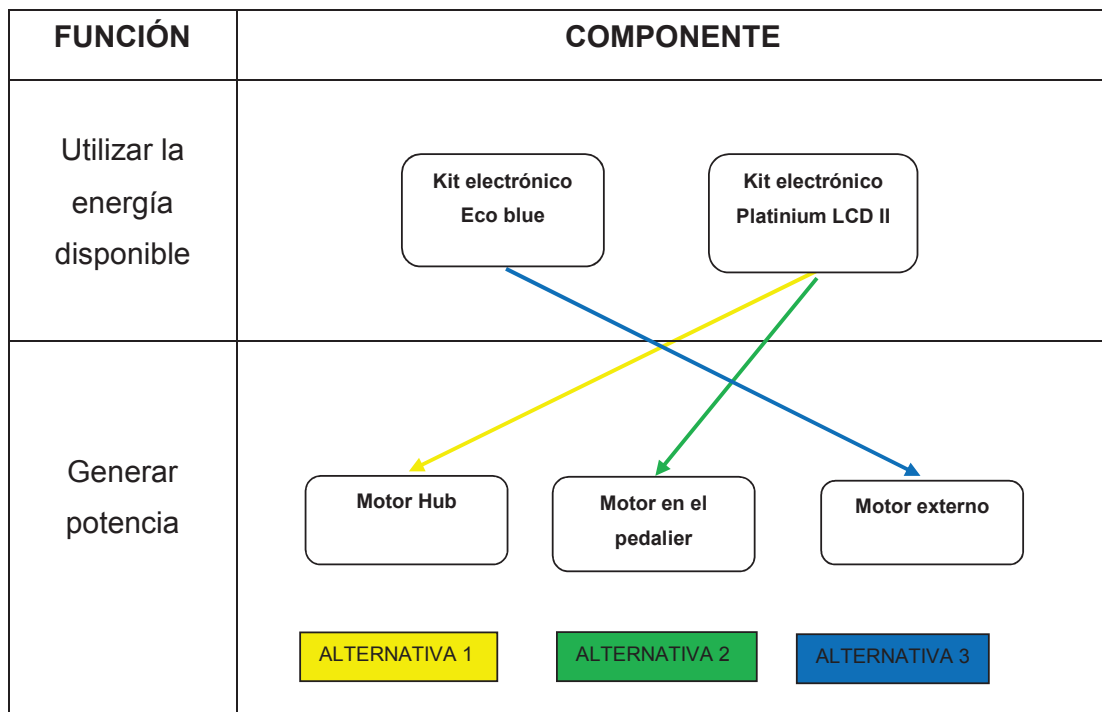 FUNCIÓN
COMPONENTE
Utilizar la
energía
disponible
Kit electrónico
Eco blue
Kit electrónico
Platinium LCD II
Generar
potencia
Motor Hub
Motor en el
pedalier
Motor externo
ALTERNATIVA 1
ALTERNATIVA 2
ALTERNATIVA 3